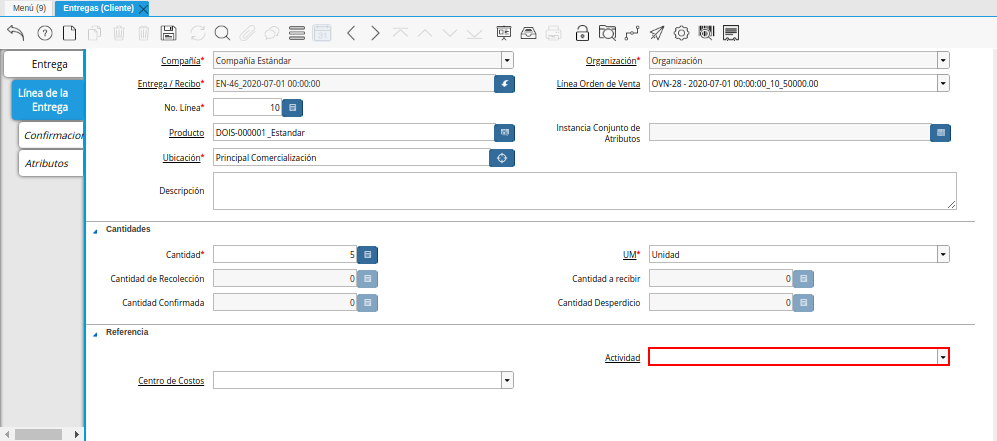 Menú (9) Entregas (Cliente)
Entrega
Línea de la
Entrega
Confirmacion
Atributos
Compañía* Compañía Estándar Organización* Organización
Entrega / Recibo* EN-46_2020-07-01 00:00:00 Línea Orden de Venta OVN-28 - 2020-07-01 00:00:00_10_50000.00
No. Línea* 10
Producto DOIS-000001_Estandar Instancia Conjunto de
Atributos
Ubicación* Principal Comercialización
Descripción
Cantidades
Cantidad* 5 UM* Unidad
Cantidad de Recolección 0 Cantidad a recibir 0
Cantidad Confirmada 0 Cantidad Desperdicio 0
Referencia
Actividad
Centro de Costos